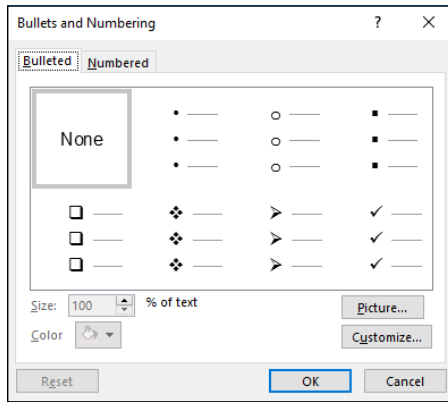 Bullets and Numbering ? ×
Bulleted Numbered
None
Size: 100 % of text
Picture...
Color
Customize...
Reset OK Cancel